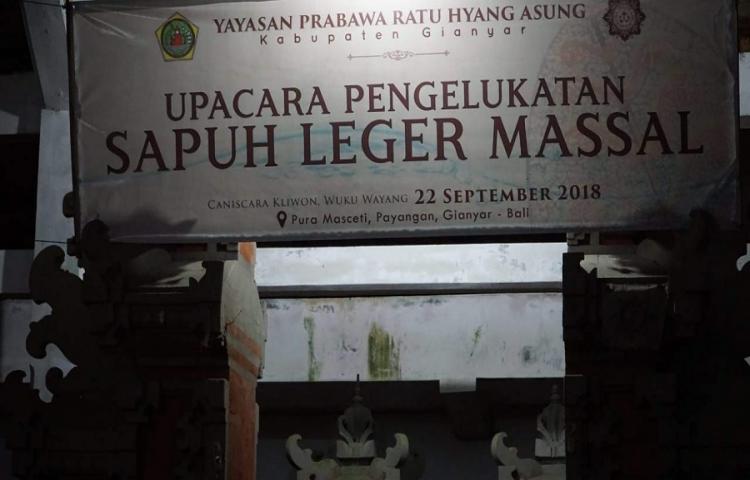 YAYASAN PRABAWA RATU HYANG ASUNG
Kabupaten Gianyar
UPACARA PENGELUKATAN
SAPUH LEGER MASSAL
CANISCARA KLIWON, WUKU WAYANG 22 SEPTEMBER 2018
Pura Masceti, Payangan, Gianyar - Bali